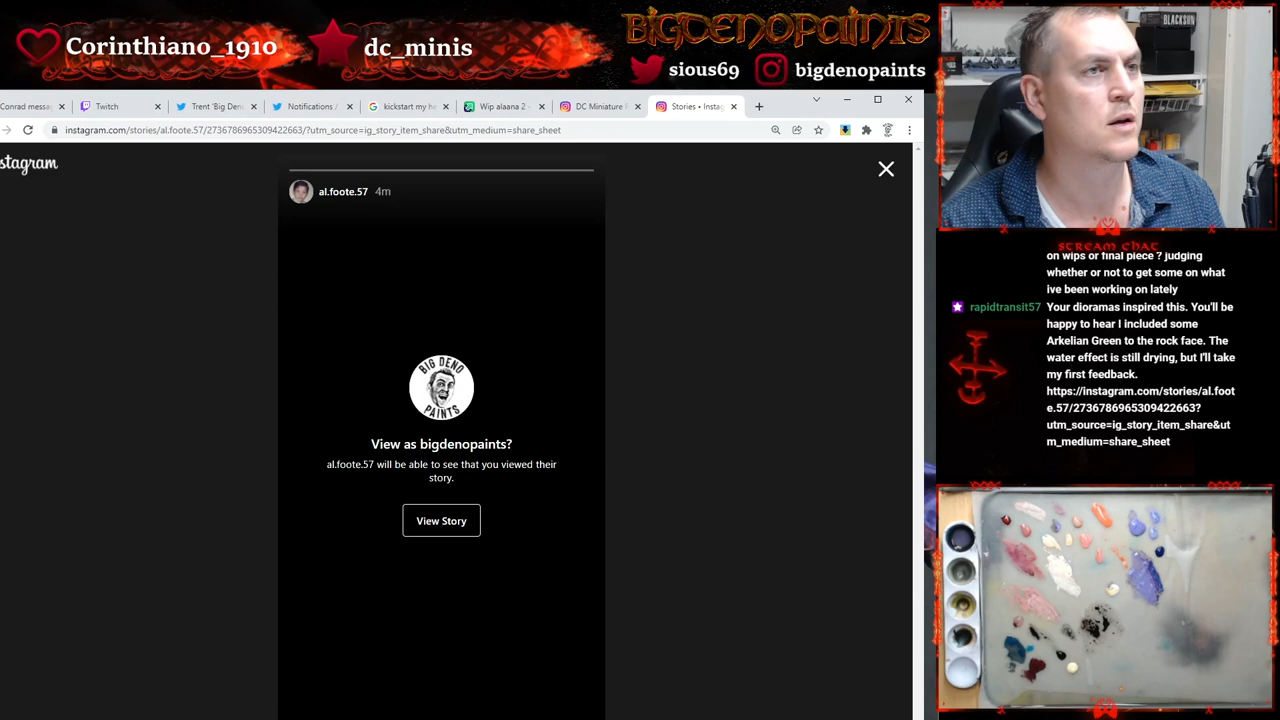 Corinthiano_1910
dc_minis
BIGDENOPAINTS
sious69
bigdenopaints
BLACKSUN
Conrad messa
Twitch
Trent 'Big Den
Notifications /
kickstart my he
Wip alaana 2 -
DC Miniature
Stories • Instag
instagram.com/stories/al.foote.57/2736786965309422663/?utm_source=ig_story_item_share&utm_medium=share_sheet
stagram
al.foote.57 4m
BIG DENO
PAINTS
View as bigdenopaints?
al.foote.57 will be able to see that you viewed their
story.
View Story
STREAM CHAT
on wips or final piece ? judging
whether or not to get some on what
ive been working on lately
rapidtransit57 Your dioramas inspired this. You'll be
happy to hear I included some
Arkelian Green to the rock face. The
water effect is still drying, but I'll take
my first feedback.
https://instagram.com/stories/al.foot
e.57/2736786965309422663?
utm_source=ig_story_item_share&ut
m_medium=share_sheet